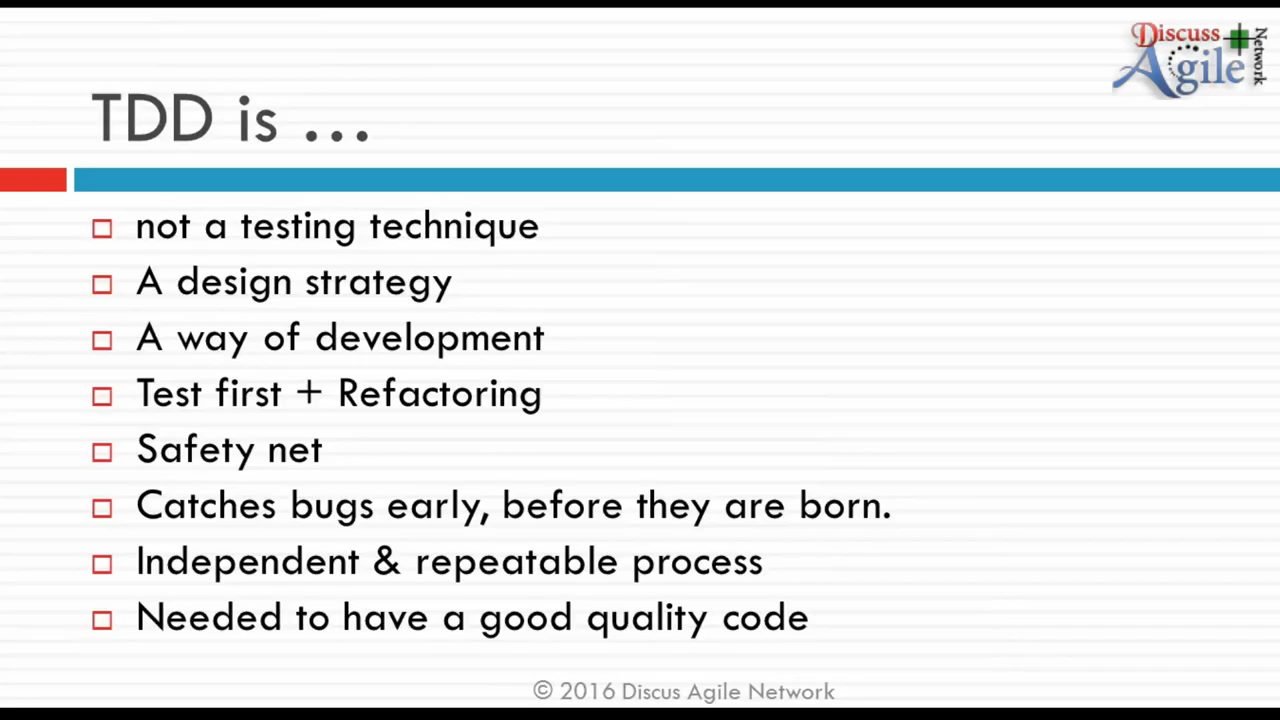 Discuss
Agile
Network
TDD is ...
not a testing technique
A design strategy
A way of development
Test first + Refactoring
Safety net
Catches bugs early, before they are born.
Independent & repeatable process
Needed to have a good quality code
© 2016 Discus Agile Network